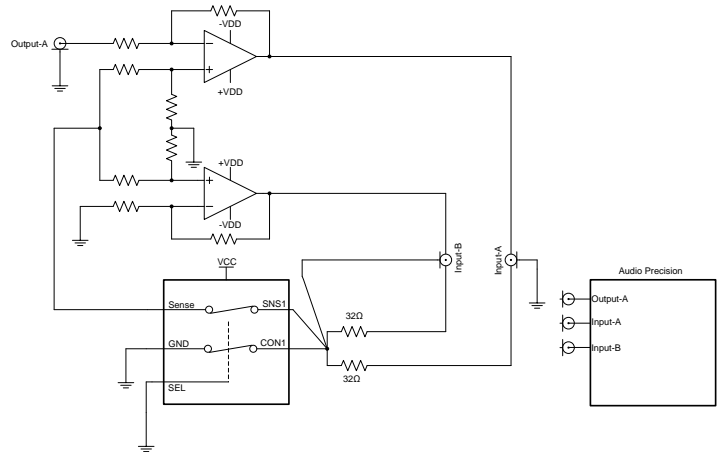 Output-A
-VDD
+VDD
+VDD
-VDD
VCC
Sense
SNS1
GND
CON1
SEL
32Ω
32Ω
Input-B
Input-A
Audio Precision
Output-A
Input-A
Input-B